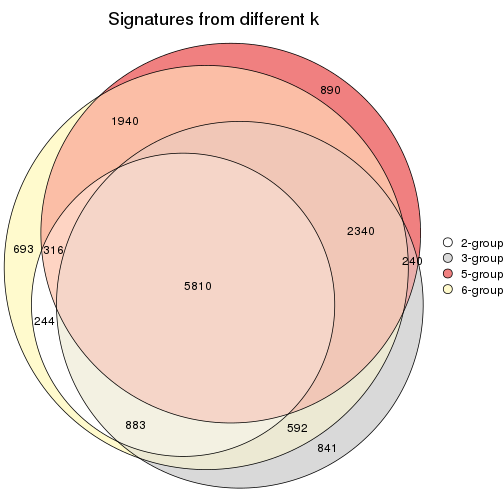 Signatures from different k
890
1940
2340
693
316
240
5810
244
883
592
841
2-group
3-group
5-group
6-group